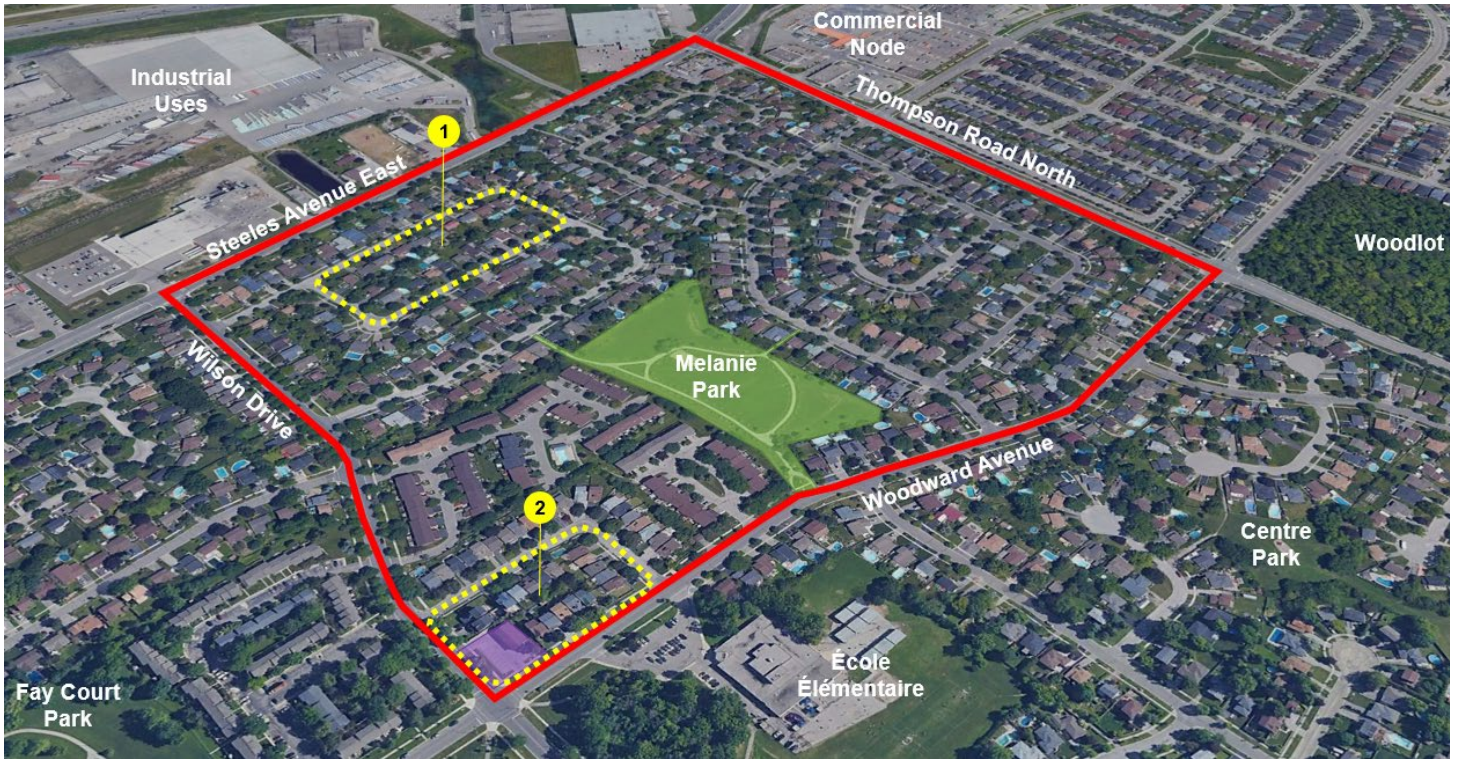 Commercial
Node
Industrial
Uses
Thompson Road North
1
Steeles Avenue East
Woodlot
Wilson Drive
Melanie
Park
Woodward Avenue
2
Centre
Park
École
Élémentaire
Fay Court
Park